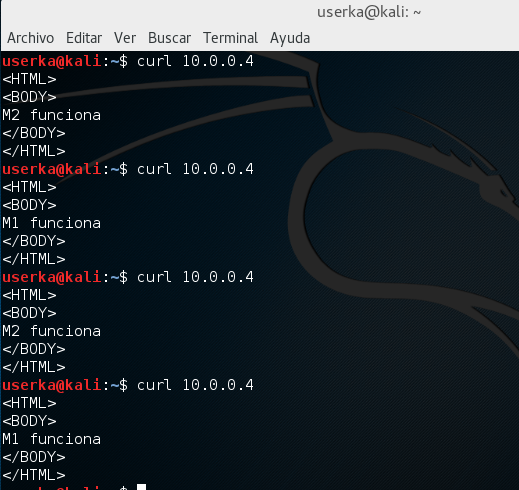 userka@kali: ~
Archivo Editar Ver Buscar Terminal Ayuda
userka@kali:~$ curl 10.0.0.4
<HTML>
<BODY>
M2 funciona
</BODY>
</HTML>
userka@kali:~$ curl 10.0.0.4
<HTML>
<BODY>
M1 funciona
</BODY>
</HTML>
userka@kali:~$ curl 10.0.0.4
<HTML>
<BODY>
M2 funciona
</BODY>
</HTML>
userka@kali:~$ curl 10.0.0.4
<HTML>
<BODY>
M1 funciona
</BODY>
</HTML>
userka@kali:~$